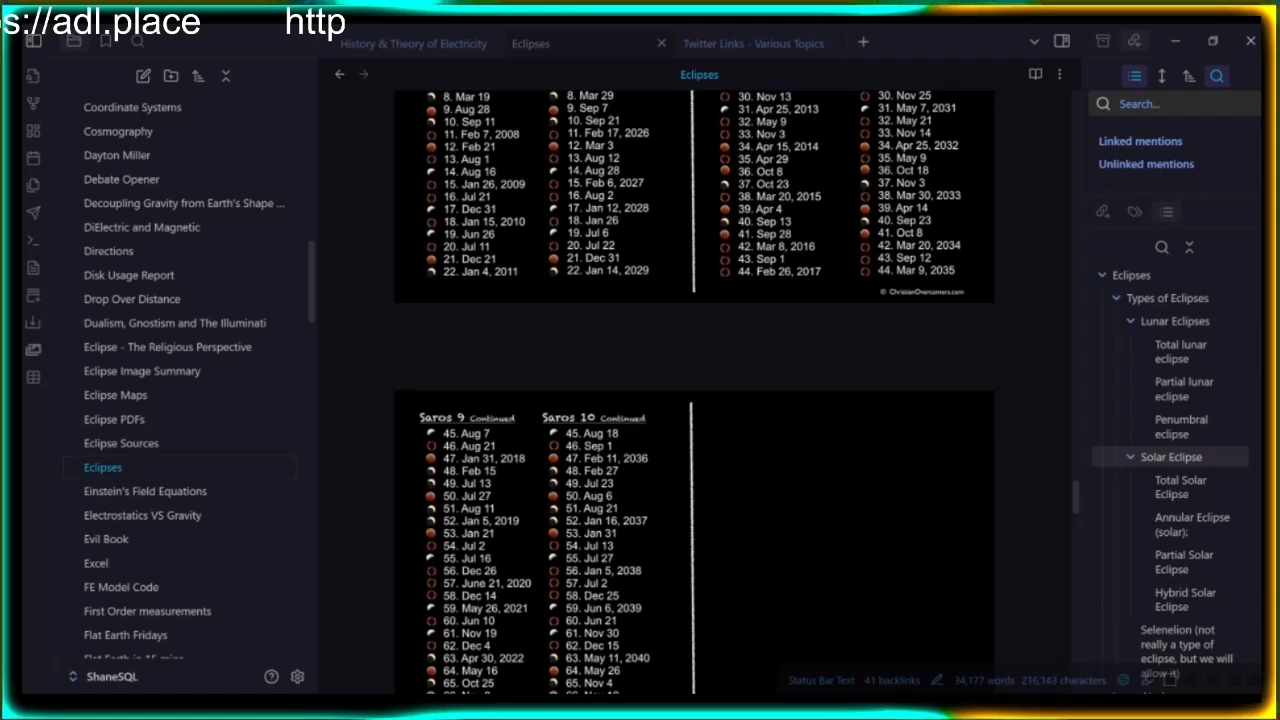 s://adl.place http
History & Theory of Electricity
Eclipses
Twitter Links - Various Topics
Eclipses
Search...
Linked mentions
Unlinked mentions
Coordinate Systems
Cosmography
Dayton Miller
Debate Opener
Decoupling Gravity from Earth's Shape ...
DiElectric and Magnetic
Directions
Disk Usage Report
Drop Over Distance
Dualism, Gnostism and The Illuminati
Eclipse - The Religious Perspective
Eclipse Image Summary
Eclipse Maps
Eclipse PDFs
Eclipse Sources
Eclipses
Einstein's Field Equations
Electrostatics VS Gravity
Evil Book
Excel
FE Model Code
First Order measurements
Flat Earth Fridays
Flat Earth in 15 mins
ShaneSQL
8. Mar 19
9. Aug 28
10. Sep 11
11. Feb 7, 2008
12. Feb 21
13. Aug 1
14. Aug 16
15. Jan 26, 2009
16. Jul 21
17. Dec 31
18. Jan 15, 2010
19. Jun 26
20. Jul 11
21. Dec 21
22. Jan 4, 2011
8. Mar 29
9. Sep 7
10. Sep 21
11. Feb 17, 2026
12. Mar 3
13. Aug 12
14. Aug 28
15. Feb 6, 2027
16. Aug 2
17. Jan 12, 2028
18. Jan 26
19. Jul 6
20. Jul 22
21. Dec 31
22. Jan 14, 2029
30. Nov 13
31. Apr 25, 2013
32. May 9
33. Nov 3
34. Apr 15, 2014
35. Apr 29
36. Oct 8
37. Oct 23
38. Mar 20, 2015
39. Apr 4
40. Sep 13
41. Sep 28
42. Mar 8, 2016
43. Sep 1
44. Feb 26, 2017
30. Nov 25
31. May 7, 2031
32. May 21
33. Nov 14
34. Apr 25, 2032
35. May 9
36. Oct 18
37. Nov 3
38. Mar 30, 2033
39. Apr 14
40. Sep 23
41. Oct 8
42. Mar 20, 2034
43. Sep 12
44. Mar 9, 2035
© ChristianOvercomers.com
Saros 9 Continued
45. Aug 7
46. Aug 21
47. Jan 31, 2018
48. Feb 15
49. Jul 13
50. Jul 27
51. Aug 11
52. Jan 5, 2019
53. Jan 21
54. Jul 2
55. Jul 16
56. Dec 26
57. June 21, 2020
58. Dec 14
59. May 26, 2021
60. Jun 10
61. Nov 19
62. Dec 4
63. Apr 30, 2022
64. May 16
65. Oct 25
Saros 10 Continued
45. Aug 18
46. Sep 1
47. Feb 11, 2036
48. Feb 27
49. Jul 23
50. Aug 6
51. Aug 21
52. Jan 16, 2037
53. Jan 31
54. Jul 13
55. Jul 27
56. Jan 5, 2038
57. Jul 2
58. Dec 25
59. Jun 6, 2039
60. Jun 21
61. Nov 30
62. Dec 15
63. May 11, 2040
64. May 26
65. Nov 4
Eclipses
Types of Eclipses
Lunar Eclipses
Total lunar
eclipse
Partial lunar
eclipse
Penumbral
eclipse
Solar Eclipse
Total Solar
Eclipse
Annular Eclipse
(solar):
Partial Solar
Eclipse
Hybrid Solar
Eclipse
Selenelion (not
really a type of
eclipse, but we will
allow it)
Status Bar Text 41 backlinks 34,177 words 216,143 characters